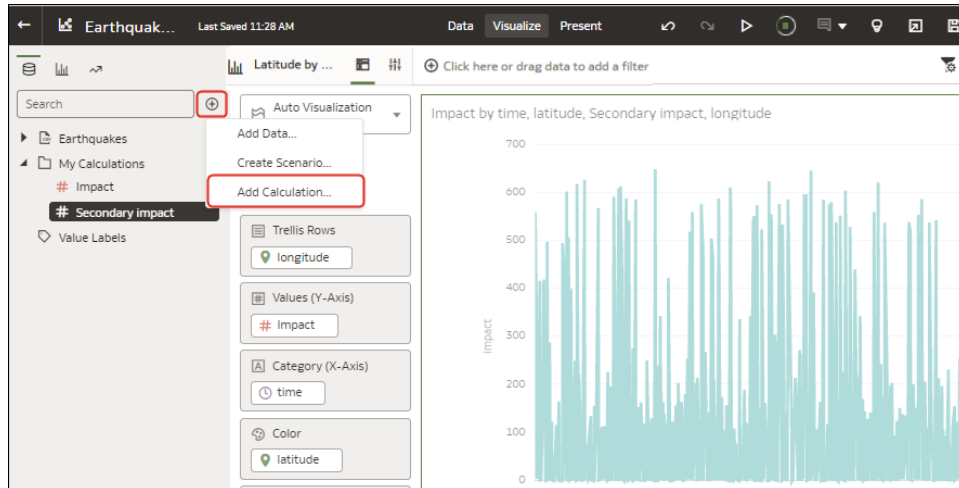 Earthquak... Last Saved 11:28 AM Data Visualize Present
Latitude by ... Click here or drag data to add a filter
Search
Earthquakes
My Calculations
# Impact
# Secondary impact
Value Labels
Auto Visualization
Add Data...
Create Scenario...
Add Calculation...
Trellis Rows
longitude
Values (Y-Axis)
# Impact
Category (X-Axis)
time
Color
latitude
Impact by time, latitude, Secondary impact, longitude
700
600
500
400
300
200
100
0
Impact